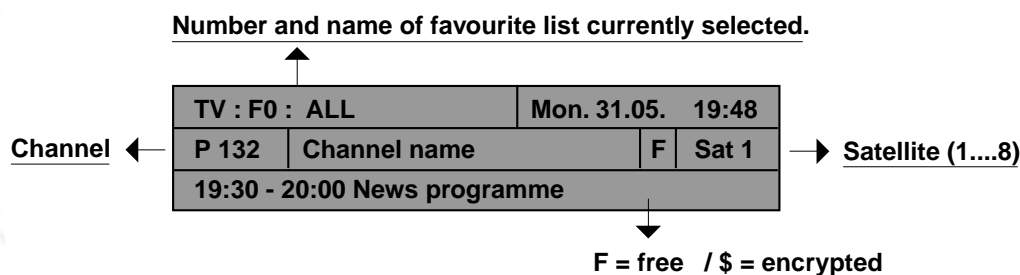 Number and name of favourite list currently selected.
TV : F0 : ALL Mon. 31.05. 19:48
Channel P 132 Channel name F Sat 1 Satellite (1....8)
19:30 - 20:00 News programme
F = free / $ = encrypted